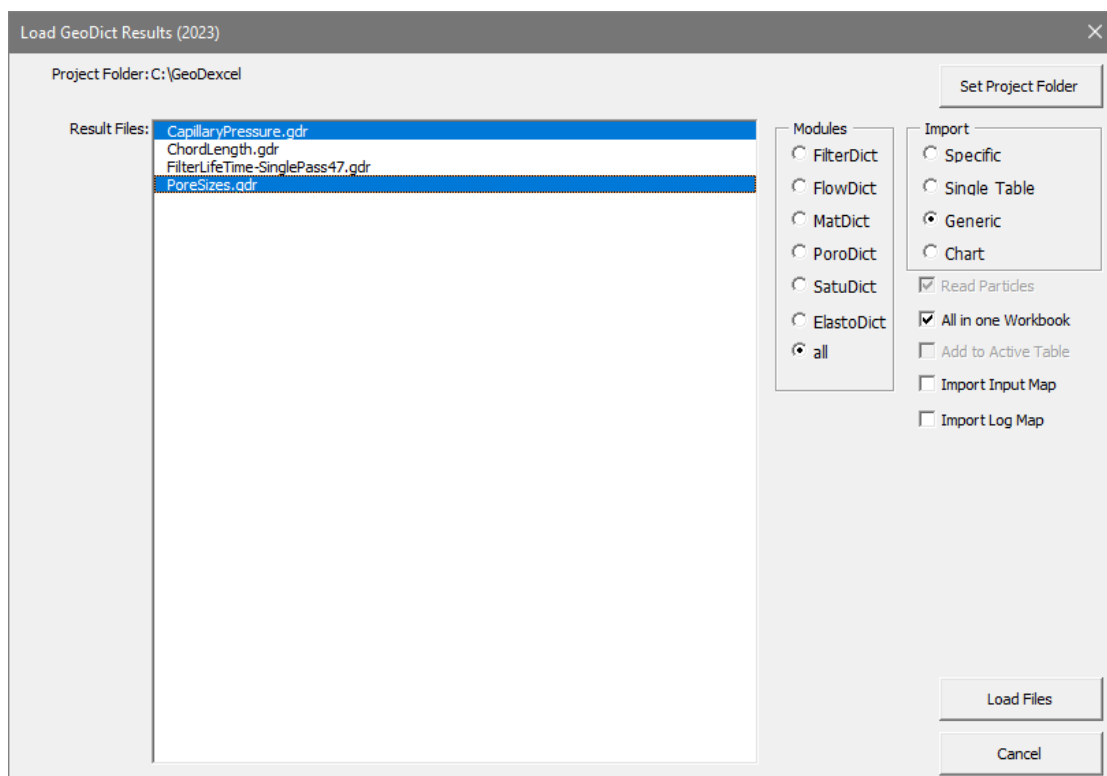 Load GeoDict Results (2023)
Project Folder: C:\GeoDexcel
Set Project Folder
Result Files:
CapillaryPressure.gdr
ChordLength.gdr
FilterLifeTime-SinglePass47.gdr
PoreSizes.gdr
Modules
FilterDict
FlowDict
MatDict
PoroDict
SatuDict
ElastoDict
all
Import
Specific
Single Table
Generic
Chart
Read Particles
All in one Workbook
Add to Active Table
Import Input Map
Import Log Map
Load Files
Cancel